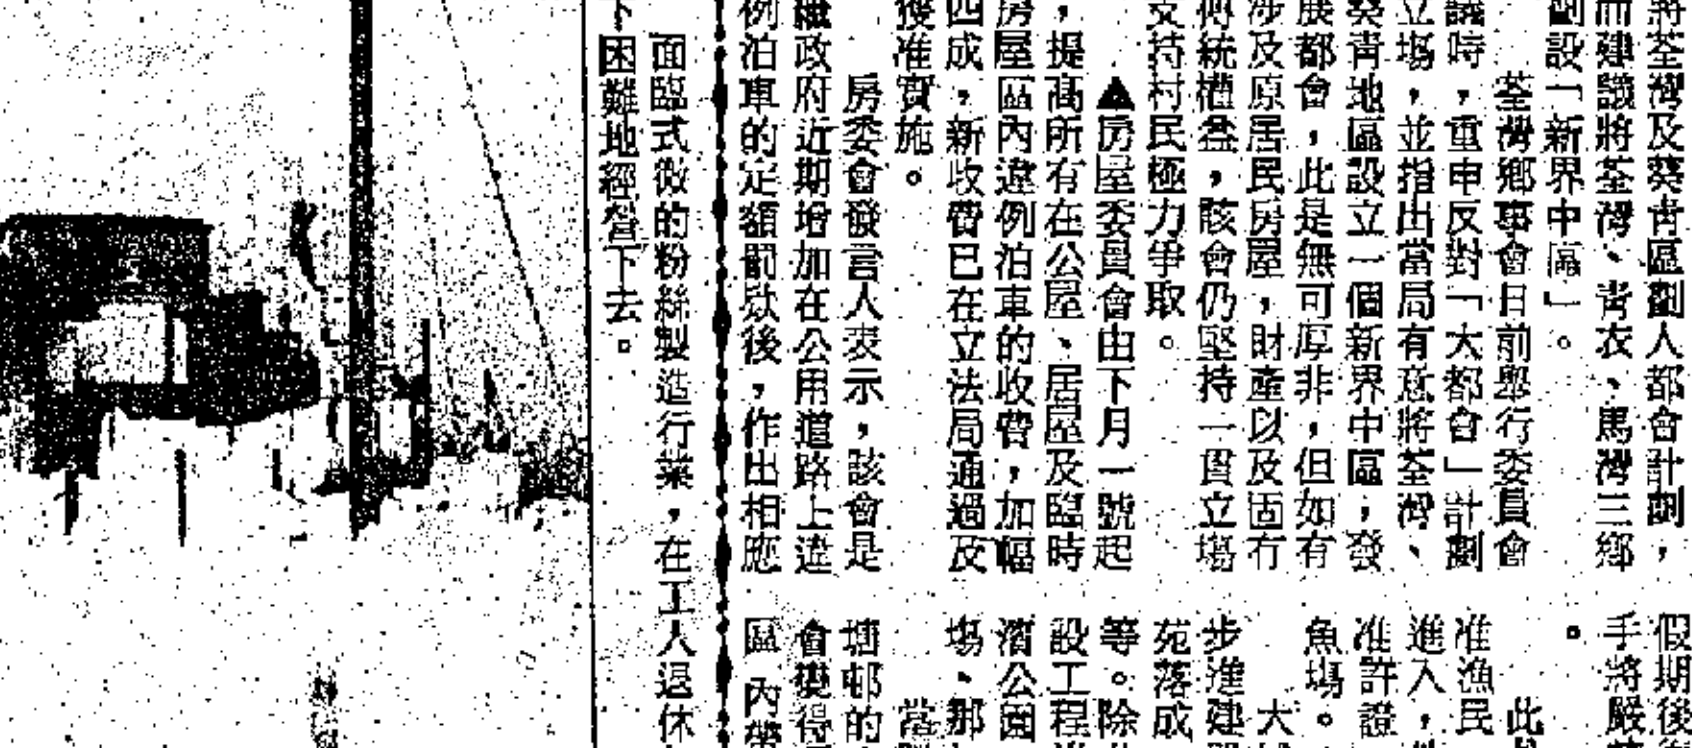 將荃灣及葵青區劃入都會計劃，
而建議將荃灣、青衣、馬灣三鄉
劃設「新界中區」。
荃灣鄉事會日前舉行委員會
議時，重申反對「大都會」計劃
立場，並指出當局有意將荃灣、
葵青地區設立一個新界中區；發
展都會，此是無可厚非，但如有
涉及原居民房屋，財產以及固有
傳統權益，該會仍堅持一貫立場
支持村民極力爭取。
▲房屋委員會由下月一號起
，提高所有在公屋、居屋及臨時
房屋區內違例泊車的收費，加幅
四成，新收費已在立法局通過及
獲准實施。
房委會發言人表示，該會是
繼政府近期增加在公用道路上違
例泊車的定額罰款後，作出相應
假期後
手將嚴
。
此
准漁民
進入，
准許證
魚塲。
大
步進建
苑落成
等。除
設工程
濱公園
塲、那
當
塘邨的
會變得
區內
面臨式微的粉絲製造行業，在工人退休
下困難地經營下去。